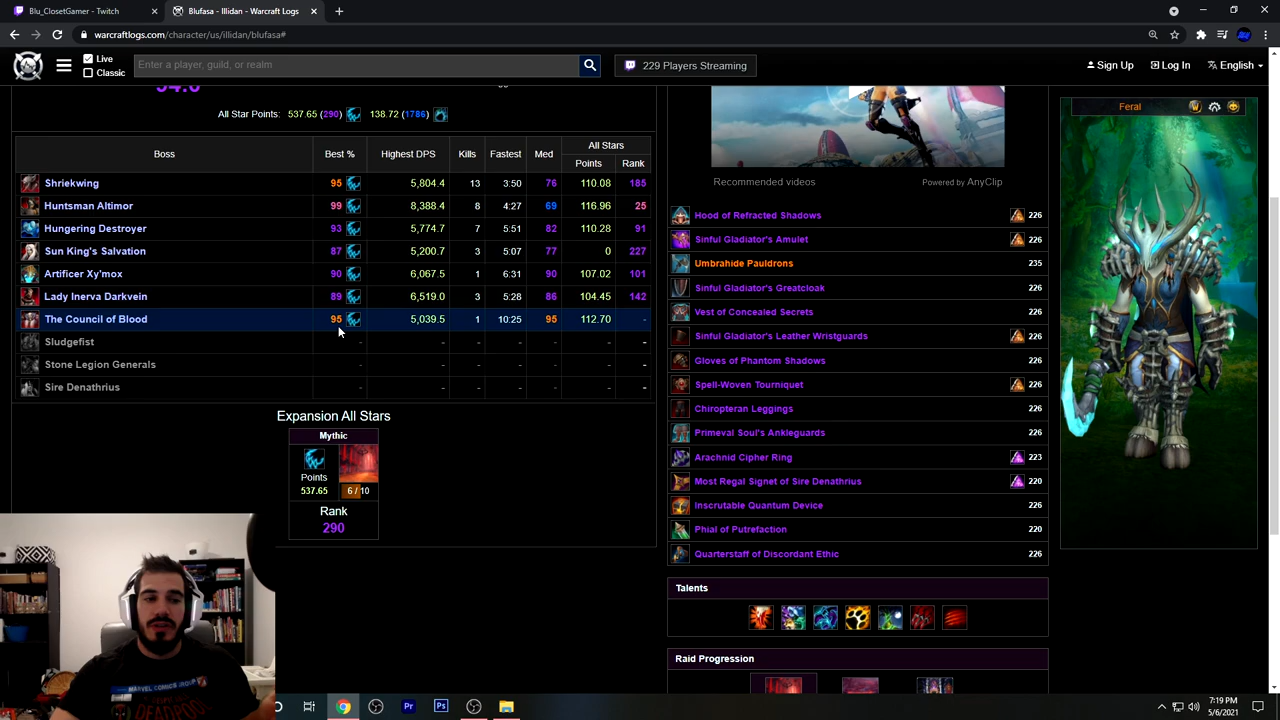 Blu_ClosetGamer - Twitch
Blufasa - Illidan - Warcraft Logs
warcraftlogs.com/character/us/illidan/blufasa#
Live
Classic
Enter a player, guild, or realm
229 Players Streaming
Sign Up
Log In
English
All Star Points: 537.65 (290) 138.72 (1786)
Boss Best % Highest DPS Kills Fastest Med All Stars
Points Rank
Shriekwing 95 5,804.4 13 3:50 76 110.08 185
Huntsman Altimor 99 8,388.4 8 4:27 69 116.96 25
Hungering Destroyer 93 5,774.7 7 5:51 82 110.28 91
Sun King's Salvation 87 5,200.7 3 5:07 77 0 227
Artificer Xy'mox 90 6,067.5 1 6:31 90 107.02 101
Lady Inerva Darkvein 89 6,519.0 3 5:28 86 104.45 142
The Council of Blood 95 5,039.5 1 10:25 95 112.70 -
Sludgefist - - - - - - -
Stone Legion Generals - - - - - - -
Sire Denathrius - - - - - - -
Expansion All Stars
Mythic
Points
537.65
6/10
Rank
290
Recommended videos
Powered by AnyClip
Hood of Refracted Shadows 226
Sinful Gladiator's Amulet 226
Umbrahide Pauldrons 235
Sinful Gladiator's Greatcloak 226
Vest of Concealed Secrets 226
Sinful Gladiator's Leather Wristguards 226
Gloves of Phantom Shadows 226
Spell-Woven Tourniquet 226
Chiropteran Leggings 226
Primeval Soul's Ankleguards 226
Arachnid Cipher Ring 223
Most Regal Signet of Sire Denathrius 220
Inscrutable Quantum Device 226
Phial of Putrefaction 220
Quarterstaff of Discordant Ethic 226
Talents
Raid Progression
Feral
MARVEL COMICS GROUP
DEADPOOL
Pr
Ps
7:19 PM
5/6/2021